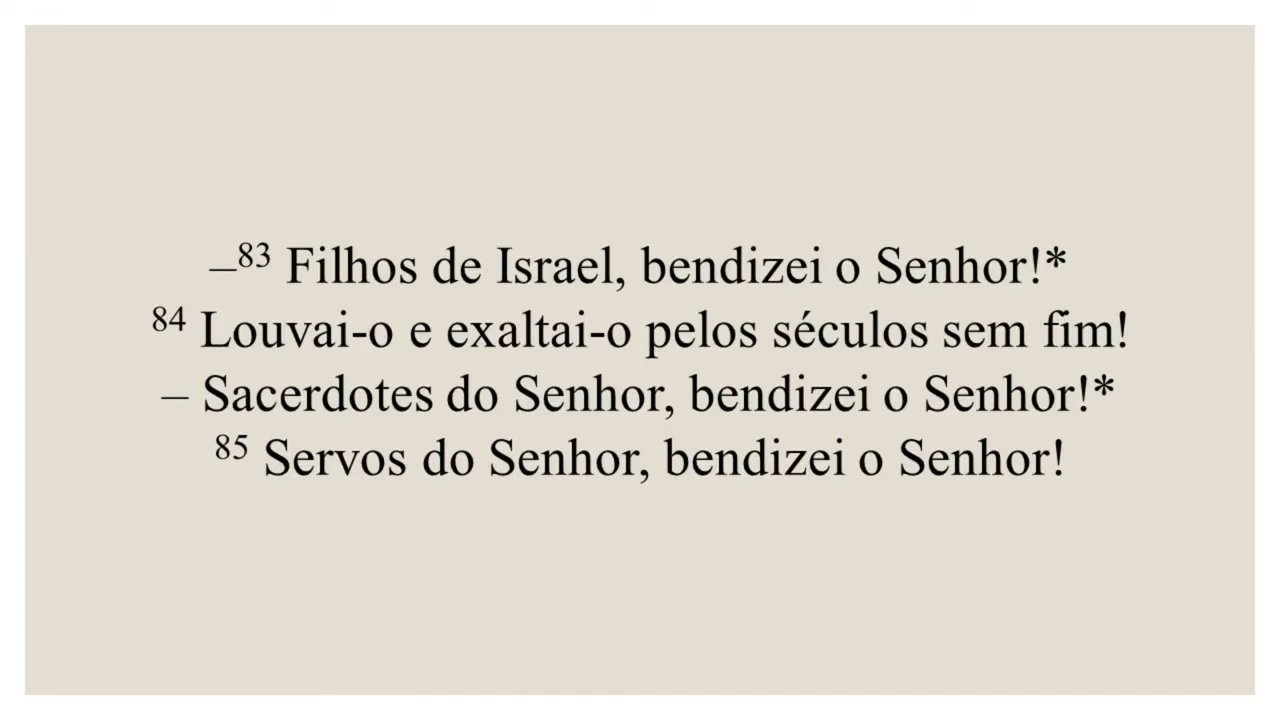 –⁸³ Filhos de Israel, bendizei o Senhor!*
⁸⁴ Louvai-o e exaltai-o pelos séculos sem fim!
– Sacerdotes do Senhor, bendizei o Senhor!*
⁸⁵ Servos do Senhor, bendizei o Senhor!